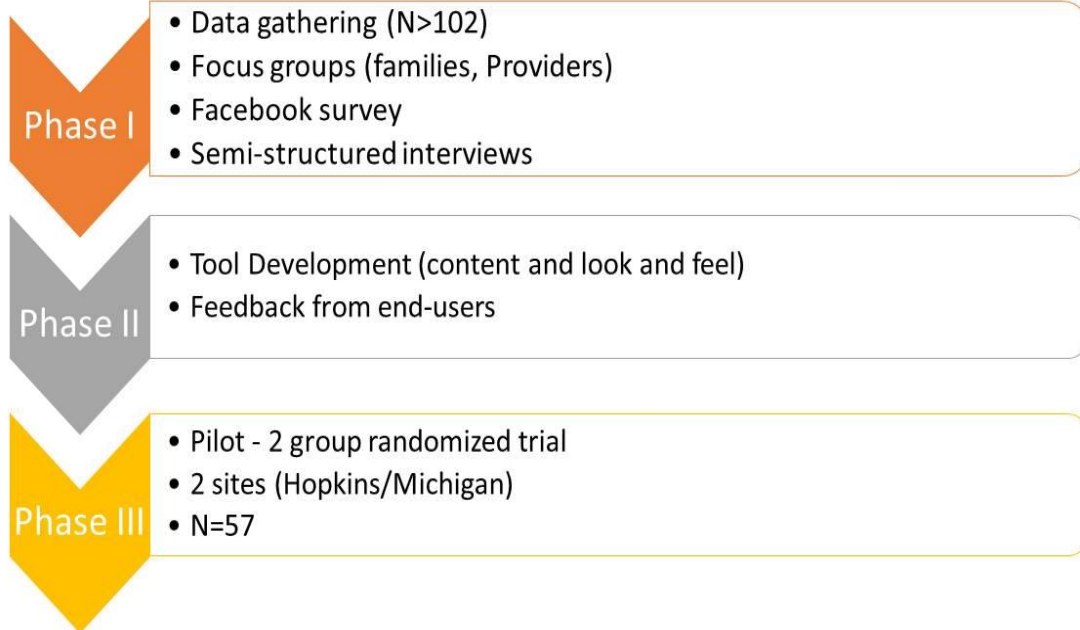 Phase I
• Data gathering (N>102)
• Focus groups (families, Providers)
• Facebook survey
• Semi-structured interviews
Phase II
• Tool Development (content and look and feel)
• Feedback from end-users
Phase III
• Pilot - 2 group randomized trial
• 2 sites (Hopkins/Michigan)
• N=57